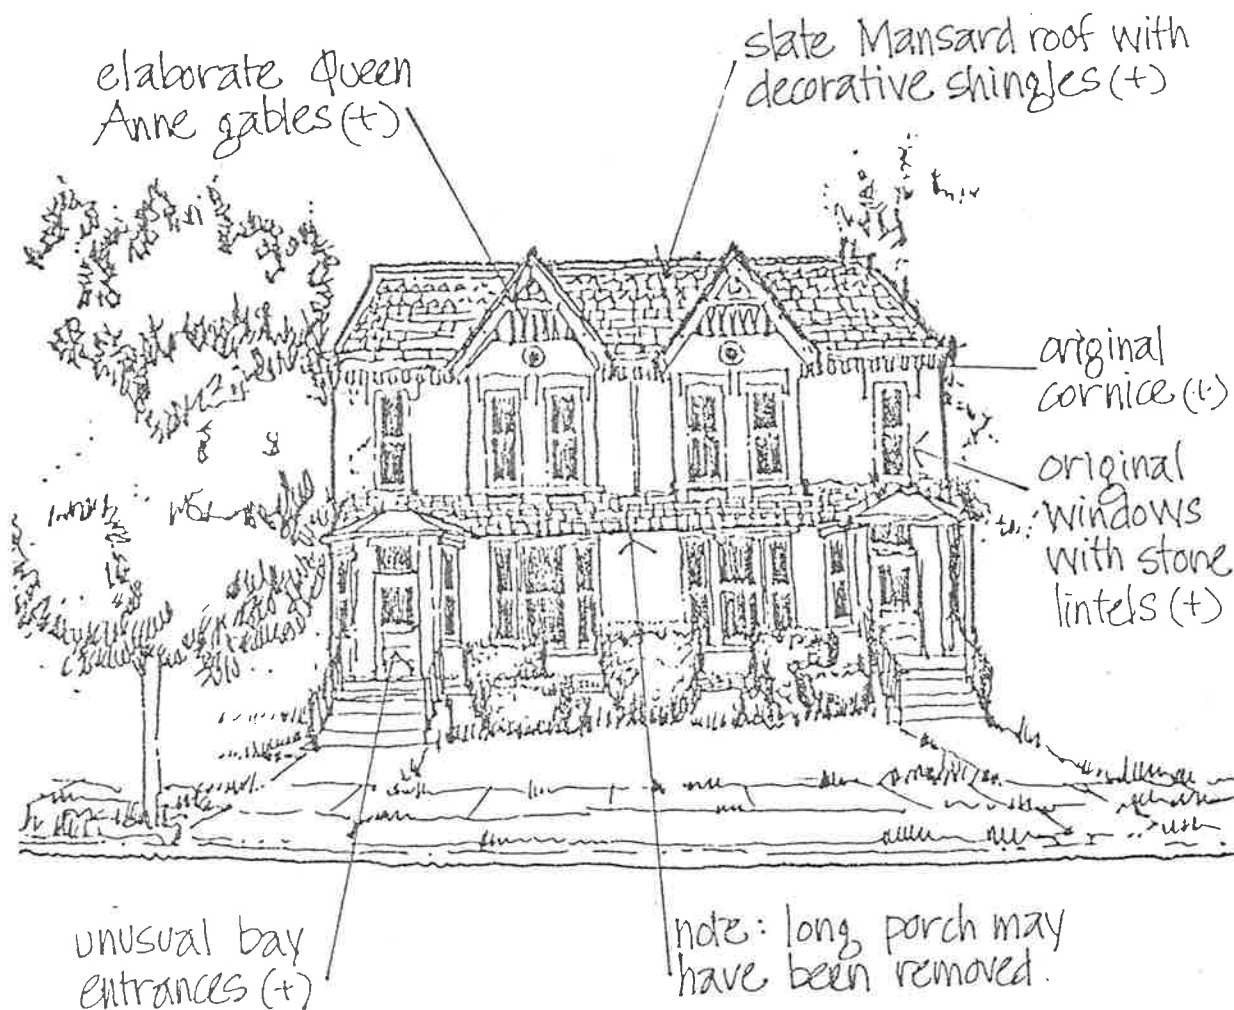 elaborate Queen
Anne gables (+)
slate Mansard roof with
decorative shingles (+)
original
cornice (+)
original
windows
with stone
lintels (+)
unusual bay
entrances (+)
note: long porch may
have been removed.